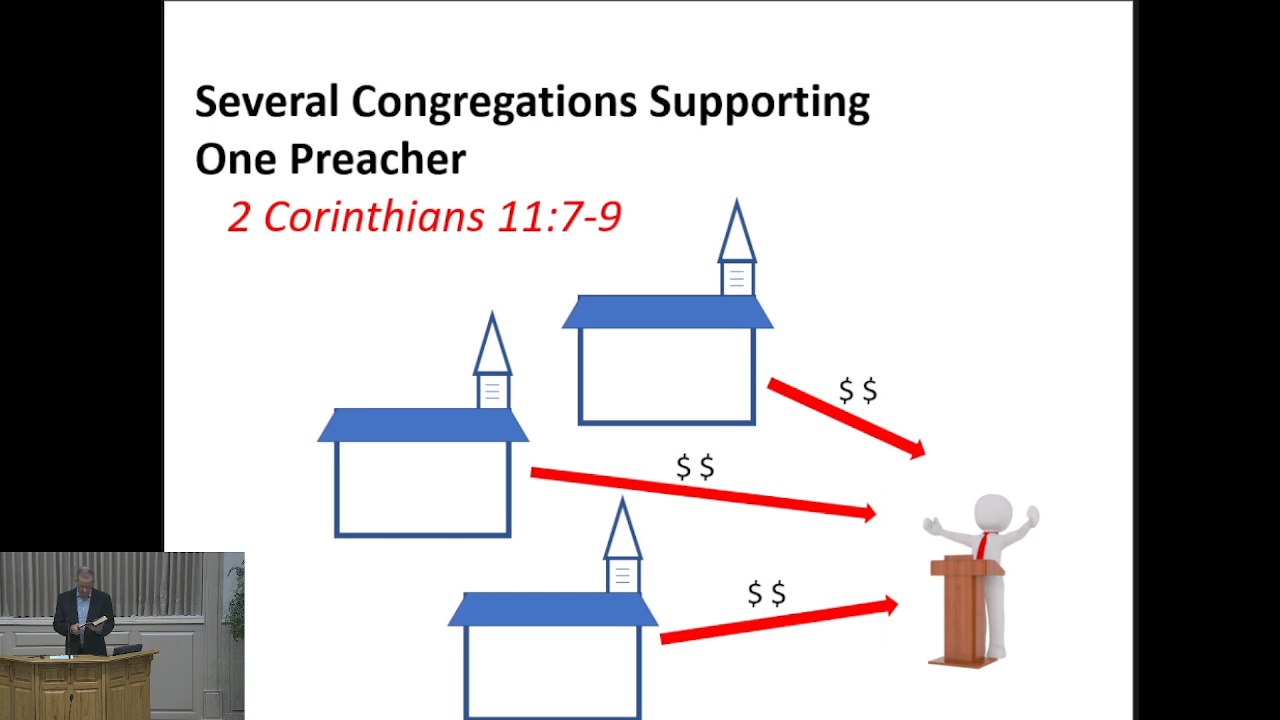 Several Congregations Supporting
One Preacher
2 Corinthians 11:7-9
$ $
$ $
$ $